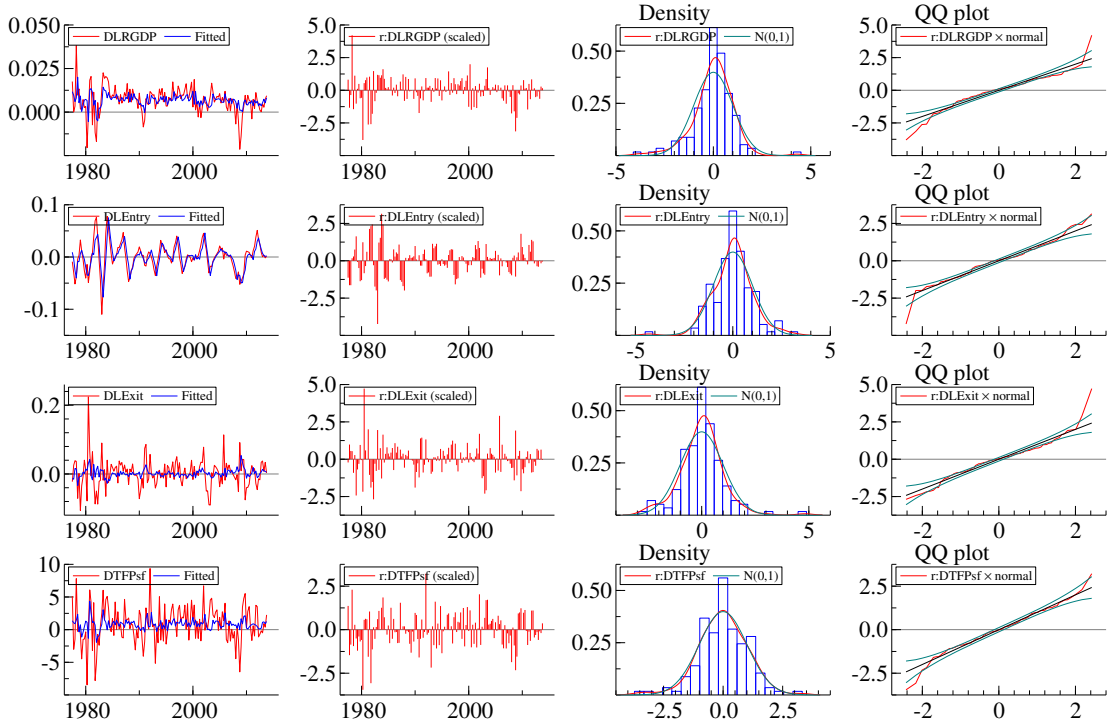 Density QQ plot
0.050 DLRGDP Fitted 5.0 r:DLRGDP (scaled) r:DLRGDP N(0,1) r:DLRGDP × normal
0.025 2.5 0.50 2.5
0.000 0.0 0.25 0.0
-2.5 -2.5
1980 2000 1980 2000 -5 0 5 -2 0 2
Density QQ plot
0.1 DLEntry Fitted 2.5 r:DLEntry (scaled) r:DLEntry N(0,1) 2.5 r:DLEntry × normal
0.0 0.0 0.50 0.0
-0.1 -2.5 0.25 -2.5
1980 2000 1980 2000 -5 0 5 -2 0 2
Density QQ plot
DLExit Fitted 5.0 r:DLExit (scaled) r:DLExit N(0,1) 5.0 r:DLExit × normal
0.2 2.5 0.50 2.5
0.0 0.0 0.25 0.0
-2.5 -2.5
1980 2000 1980 2000 0 5 -2 0 2
Density QQ plot
10 DTFPsf Fitted r:DTFPsf (scaled) r:DTFPsf N(0,1) r:DTFPsf × normal
5 2.5 0.50 2.5
0 0.0 0.25 0.0
-5 -2.5 -2.5
1980 2000 1980 2000 -2.5 0.0 2.5 -2 0 2